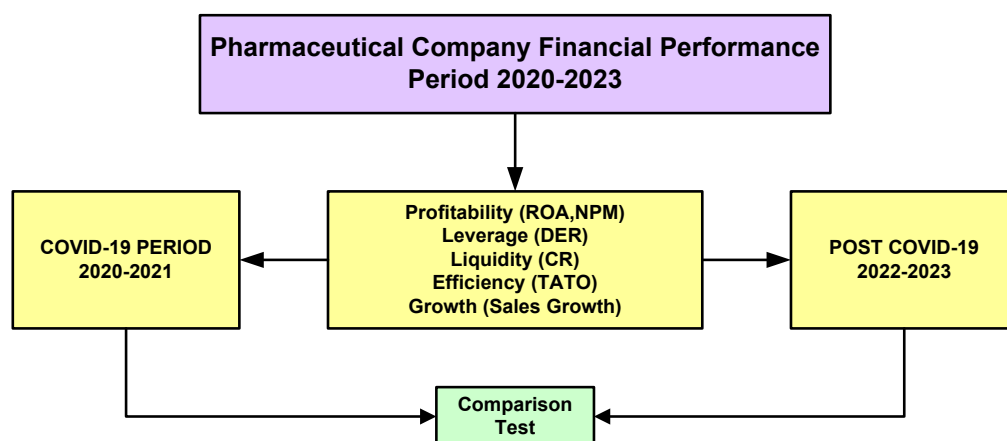 Pharmaceutical Company Financial Performance
Period 2020-2023
COVID-19 PERIOD
2020-2021
Profitability (ROA,NPM)
Leverage (DER)
Liquidity (CR)
Efficiency (TATO)
Growth (Sales Growth)
POST COVID-19
2022-2023
Comparison
Test